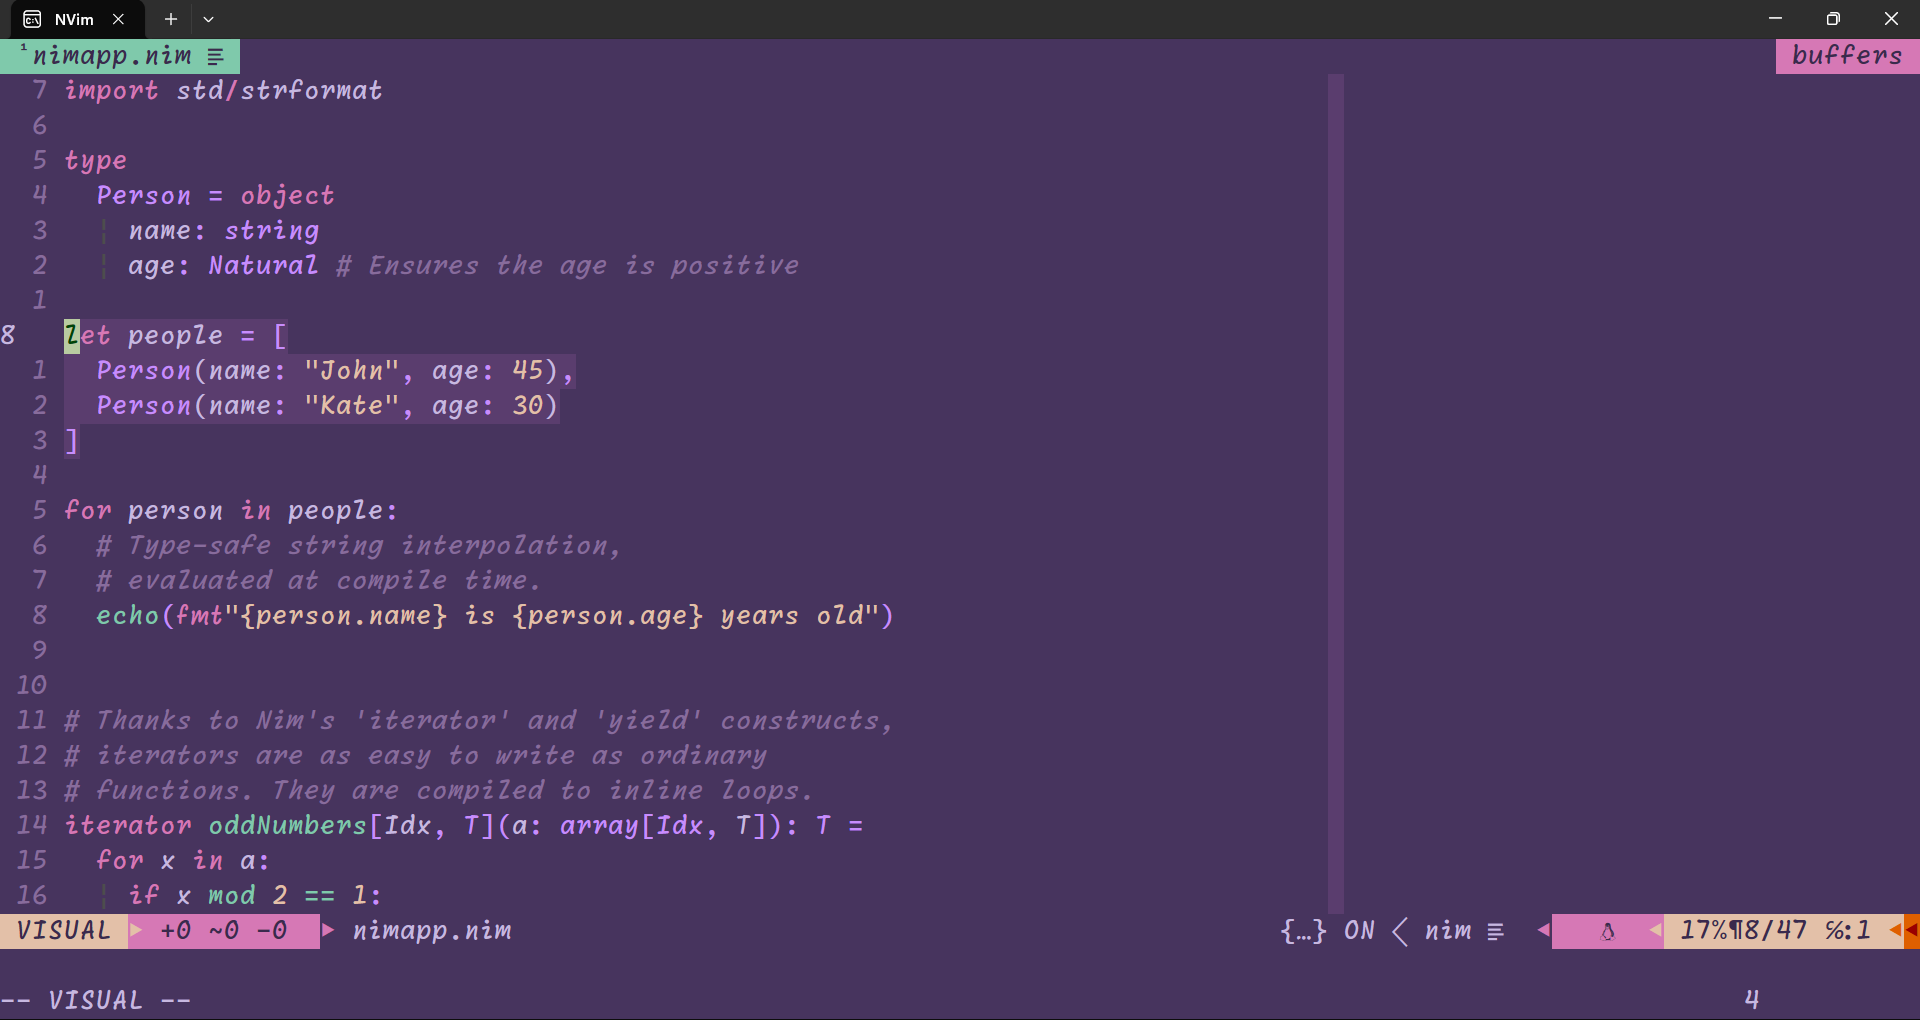 NVim
¹nimapp.nim
buffers
7 import std/strformat
6
5 type
4   Person = object
3     name: string
2     age: Natural # Ensures the age is positive
1
8 let people = [
1   Person(name: "John", age: 45),
2   Person(name: "Kate", age: 30)
3 ]
4
5 for person in people:
6   # Type-safe string interpolation,
7   # evaluated at compile time.
8   echo(fmt"{person.name} is {person.age} years old")
9
10
11 # Thanks to Nim's 'iterator' and 'yield' constructs,
12 # iterators are as easy to write as ordinary
13 # functions. They are compiled to inline loops.
14 iterator oddNumbers[Idx, T](a: array[Idx, T]): T =
15   for x in a:
16     if x mod 2 == 1:
VISUAL +0 ~0 -0 nimapp.nim {…} ON nim 17%¶8/47 ℅:1
-- VISUAL -- 4